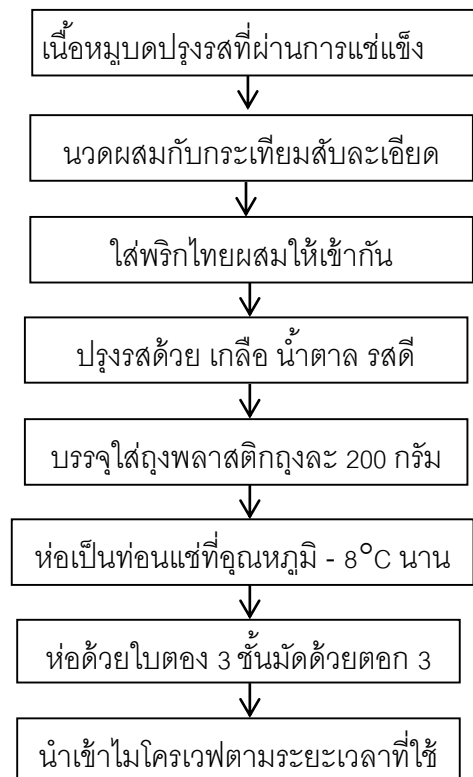 เนื้อหมูบดปรุงรสที่ผ่านการแช่แข็ง
นวดผสมกับกระเทียมสับละเอียด
ใส่พริกไทยผสมให้เข้ากัน
ปรุงรสด้วย เกลือ น้ำตาล รสดี
บรรจุใส่ถุงพลาสติกถุงละ 200 กรัม
ห่อเป็นท่อนแช่ที่อุณหภูมิ - 8°C นาน
ห่อด้วยใบตอง 3 ชั้นมัดด้วยตอก 3
นำเข้าไมโครเวฟตามระยะเวลาที่ใช้